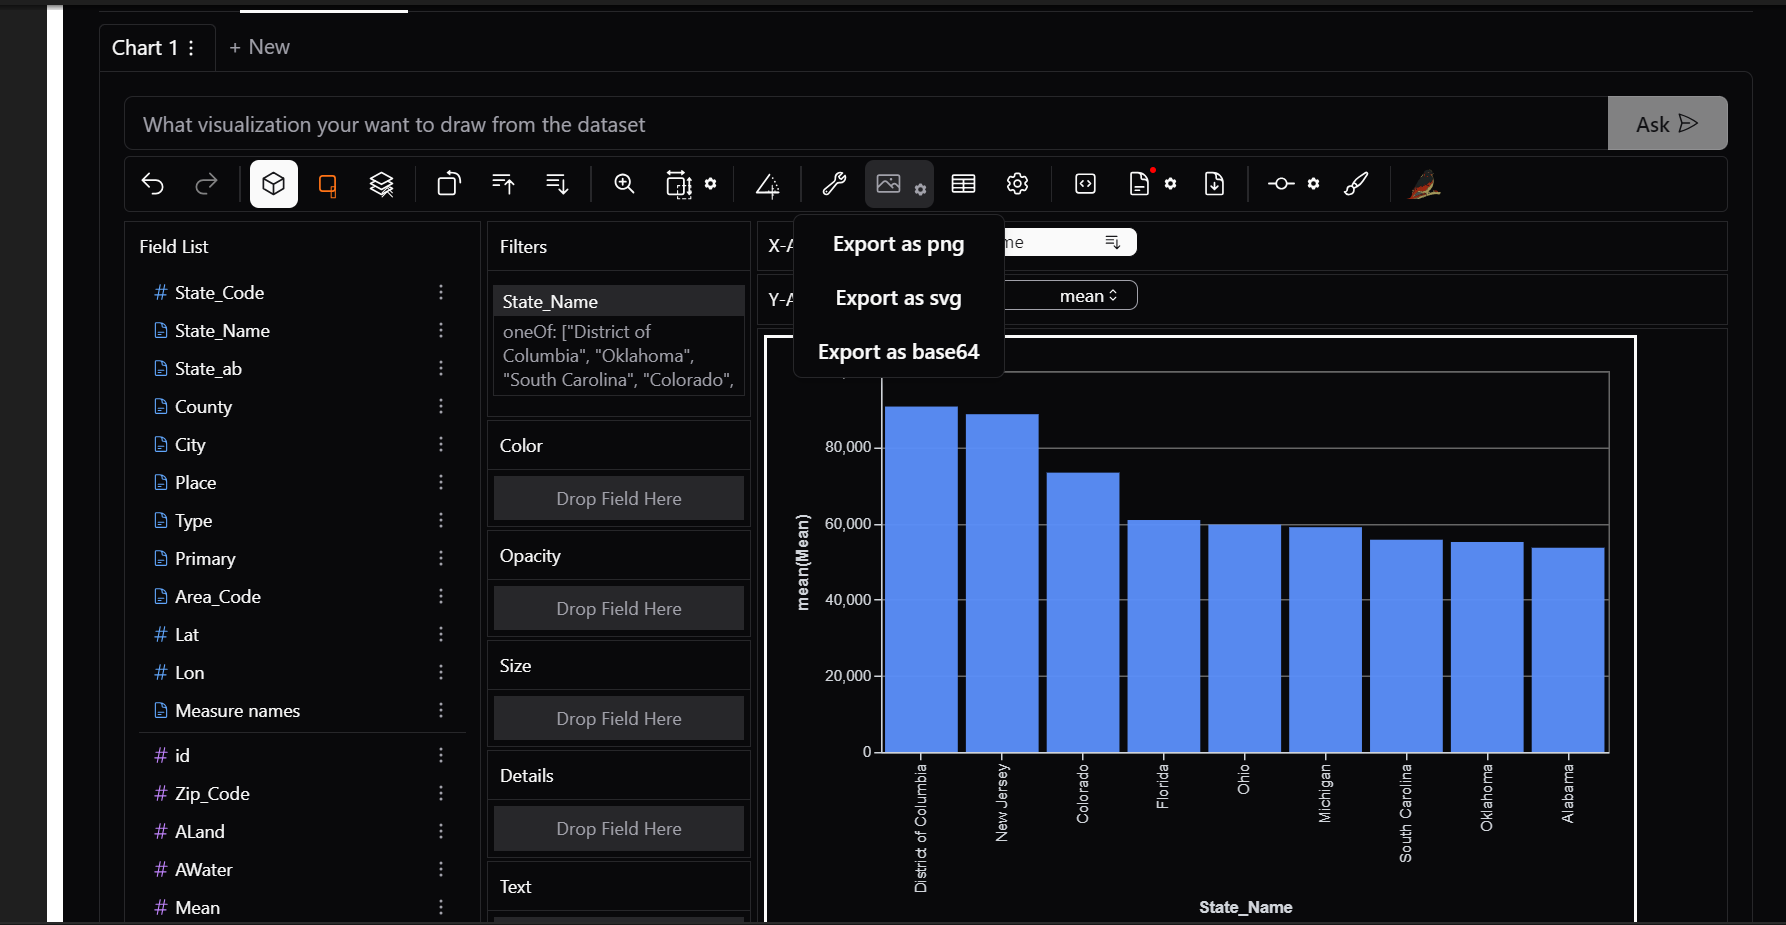 Chart 1
+ New
What visualization your want to draw from the dataset
Ask
Field List
State_Code
State_Name
State_ab
County
City
Place
Type
Primary
Area_Code
Lat
Lon
Measure names
id
Zip_Code
ALand
AWater
Mean
Filters
State_Name
oneOf: ["District of
Columbia", "Oklahoma",
"South Carolina", "Colorado",
Color
Drop Field Here
Opacity
Drop Field Here
Size
Drop Field Here
Details
Drop Field Here
Text
Export as png
Export as svg
Export as base64
mean
80,000
60,000
40,000
20,000
0
mean(Mean)
District of Columbia
New Jersey
Colorado
Florida
Ohio
Michigan
South Carolina
Oklahoma
Alabama
State_Name